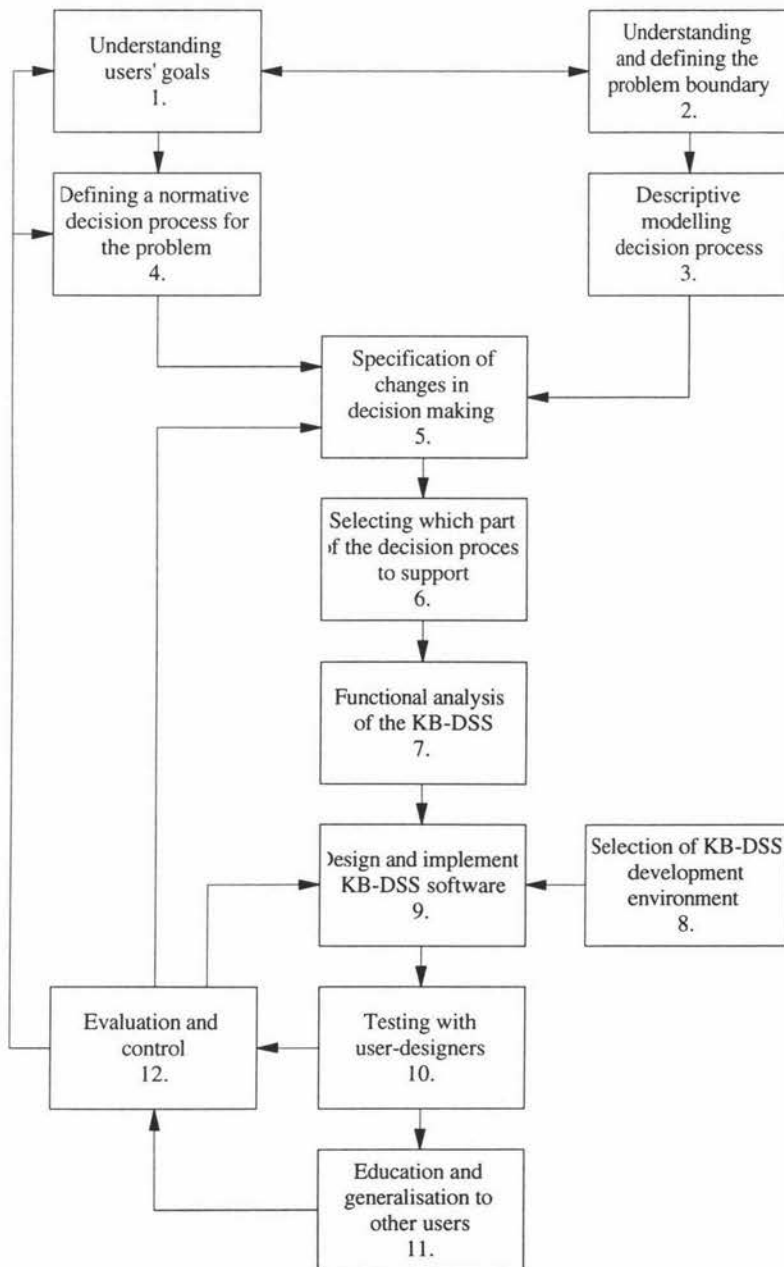 Understanding
users' goals
1.
Understanding
and defining the
problem boundary
2.
Defining a normative
decision process for
the problem
4.
Descriptive
modelling
decision process
3.
Specification of
changes in
decision making
5.
Selecting which part
of the decision proces
to support
6.
Functional analysis
of the KB-DSS
7.
Design and implement
KB-DSS software
9.
Selection of KB-DSS
development
environment
8.
Evaluation and
control
12.
Testing with
user-designers
10.
Education and
generalisation to
other users
11.